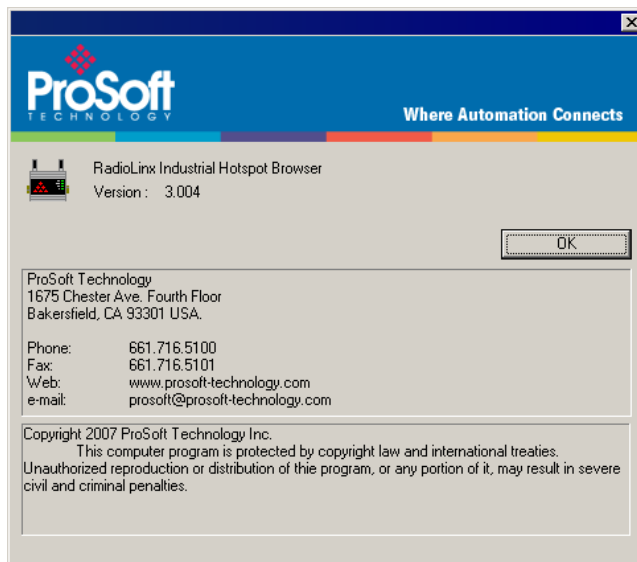 ProSoft
TECHNOLOGY
Where Automation Connects
RadioLinx Industrial Hotspot Browser
Version : 3.004
OK
ProSoft Technology
1675 Chester Ave. Fourth Floor
Bakersfield, CA 93301 USA.
Phone: 661.716.5100
Fax: 661.716.5101
Web: www.prosoft-technology.com
e-mail: prosoft@prosoft-technology.com
Copyright 2007 ProSoft Technology Inc.
This computer program is protected by copyright law and international treaties.
Unauthorized reproduction or distribution of thie program, or any portion of it, may result in severe
civil and criminal penalties.